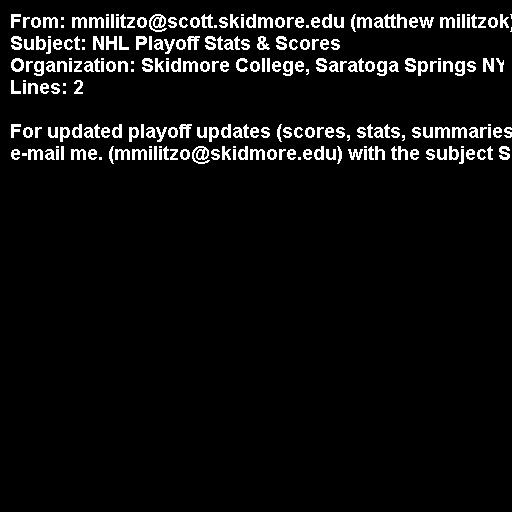 From: mmilitzo@scott.skidmore.edu (matthew militzok)
Subject: NHL Playoff Stats & Scores
Organization: Skidmore College, Saratoga Springs NY
Lines: 2

For updated playoff updates (scores, stats, summaries
e-mail me. (mmilitzo@skidmore.edu) with the subject S